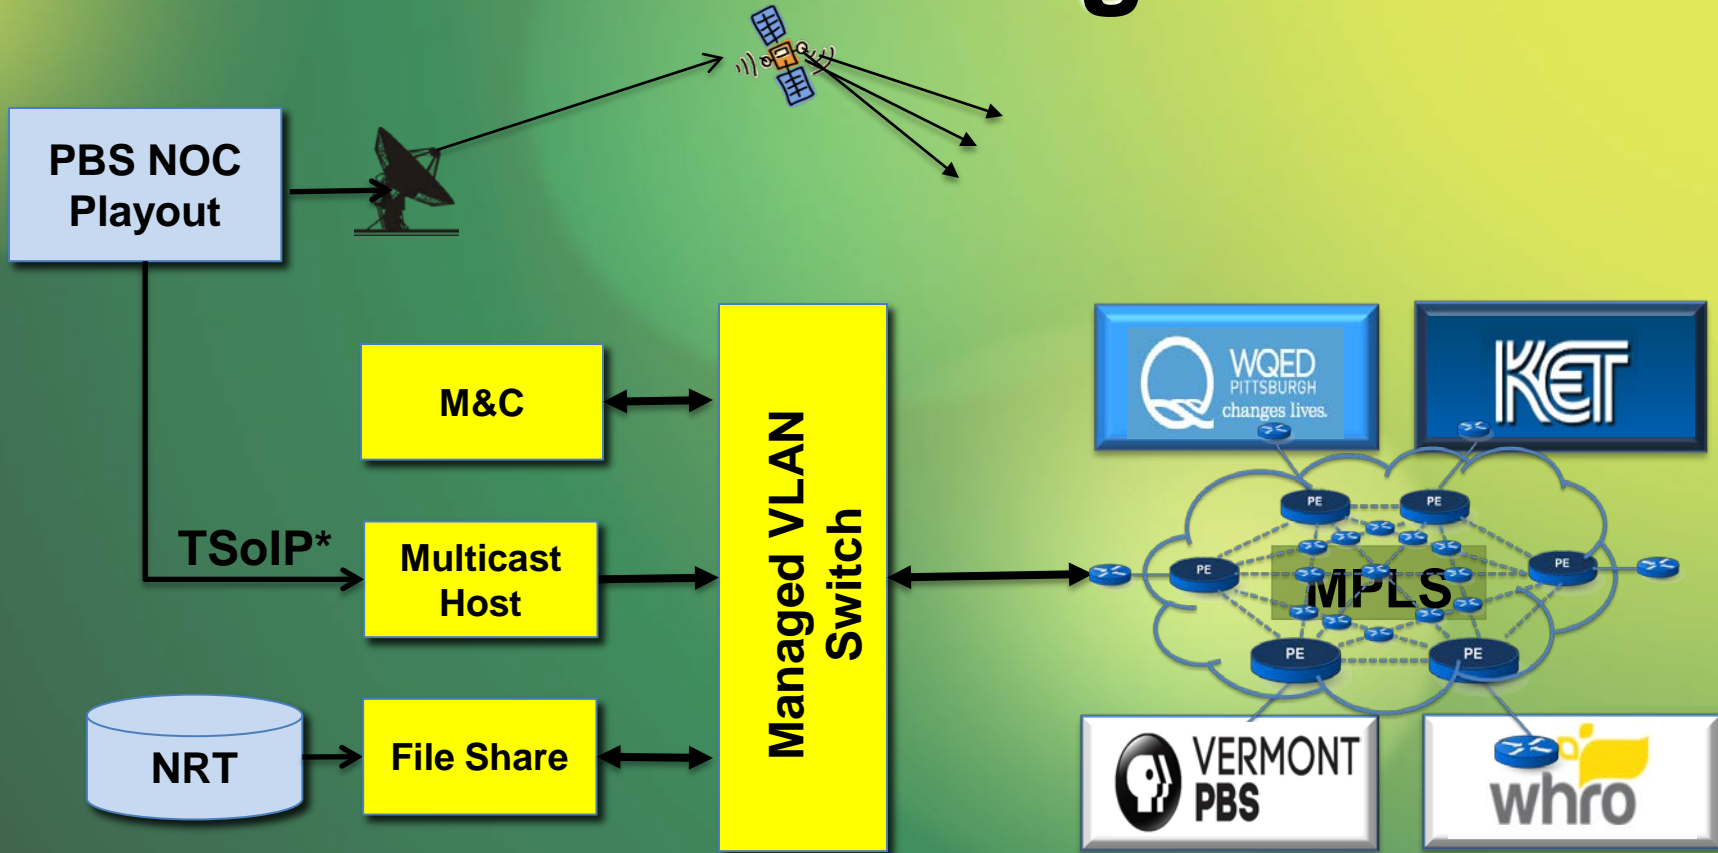 g
PBS NOC
Playout
M&C
TSoIP*
Multicast
Host
NRT
File Share
Managed VLAN
Switch
WQED
PITTSBURGH
changes lives.
KET
PE
PE
PE
PE
MPLS
PE
PE
VERMONT
PBS
whro